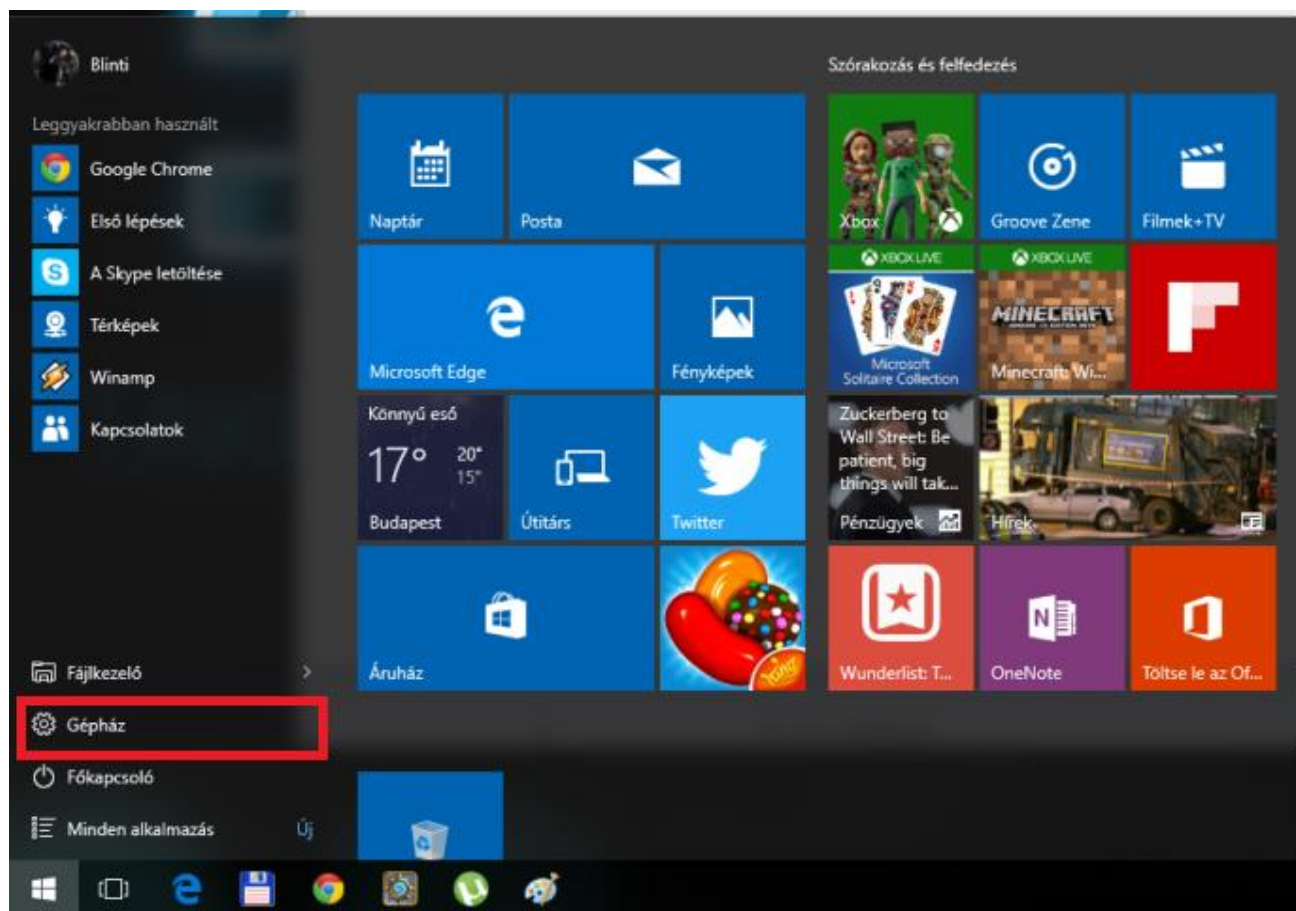 Blinti
Leggyakrabban használt
Google Chrome
Első lépések
A Skype letöltése
Térképek
Winamp
Kapcsolatok
Fájlkezelő
Gépház
Főkapcsoló
Minden alkalmazás
Új
Naptár
Posta
Microsoft Edge
Fényképek
Könnyű eső
17° 20°
15°
Budapest
Útitárs
Twitter
Áruház
King
Szórakozás és felfedezés
Xbox
Groove Zene
Filmek+TV
XBOX LIVE
Microsoft
Solitaire Collection
XBOX LIVE
MINECRAFT
Minecraft: Wi...
Zuckerberg to
Wall Street: Be
patient, big
things will tak...
Pénzügyek
Hírek
Wunderlist: T...
N
OneNote
Töltse le az Of...